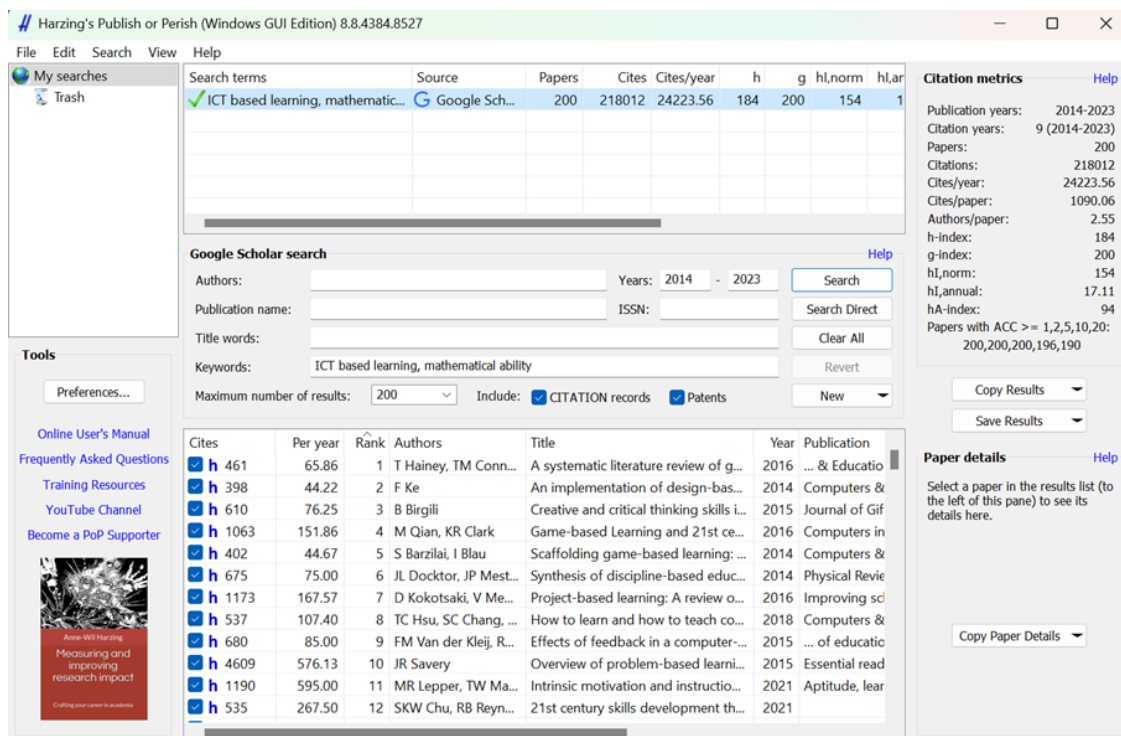 Harzing's Publish or Perish (Windows GUI Edition) 8.8.4384.8527
File Edit Search View Help
My searches
Trash
Search terms Source Papers Cites Cites/year h g hI,norm hI,ar
ICT based learning, mathematic... Google Sch... 200 218012 24223.56 184 200 154 1
Google Scholar search Help
Authors: Years: 2014 - 2023 Search
Publication name: ISSN: Search Direct
Title words: Clear All
Keywords: ICT based learning, mathematical ability Revert
Maximum number of results: 200 Include: CITATION records Patents New
Cites Per year Rank Authors Title Year Publication
h 461 65.86 1 T Hainey, TM Conn... A systematic literature review of g... 2016 ... & Educatio
h 398 44.22 2 F Ke An implementation of design-bas... 2014 Computers &
h 610 76.25 3 B Birgili Creative and critical thinking skills i... 2015 Journal of Gif
h 1063 151.86 4 M Qian, KR Clark Game-based Learning and 21st ce... 2016 Computers in
h 402 44.67 5 S Barzilai, I Blau Scaffolding game-based learning: ... 2014 Computers &
h 675 75.00 6 JL Docktor, JP Mest... Synthesis of discipline-based educ... 2014 Physical Revie
h 1173 167.57 7 D Kokotsaki, V Me... Project-based learning: A review o... 2016 Improving scl
h 537 107.40 8 TC Hsu, SC Chang, ... How to learn and how to teach co... 2018 Computers &
h 680 85.00 9 FM Van der Kleij, R... Effects of feedback in a computer-... 2015 ... of educatio
h 4609 576.13 10 JR Savery Overview of problem-based learni... 2015 Essential read
h 1190 595.00 11 MR Lepper, TW Ma... Intrinsic motivation and instructio... 2021 Aptitude, lear
h 535 267.50 12 SKW Chu, RB Reyn... 21st century skills development th... 2021
Tools
Preferences...
Online User's Manual
Frequently Asked Questions
Training Resources
YouTube Channel
Become a PoP Supporter
Anne-Wil Harzing
Measuring and
improving
research impact
Crafting your career in academia
Citation metrics Help
Publication years: 2014-2023
Citation years: 9 (2014-2023)
Papers: 200
Citations: 218012
Cites/year: 24223.56
Cites/paper: 1090.06
Authors/paper: 2.55
h-index: 184
g-index: 200
hI,norm: 154
hI,annual: 17.11
hA-index: 94
Papers with ACC >= 1,2,5,10,20:
200,200,200,196,190
Copy Results
Save Results
Paper details Help
Select a paper in the results list (to
the left of this pane) to see its
details here.
Copy Paper Details